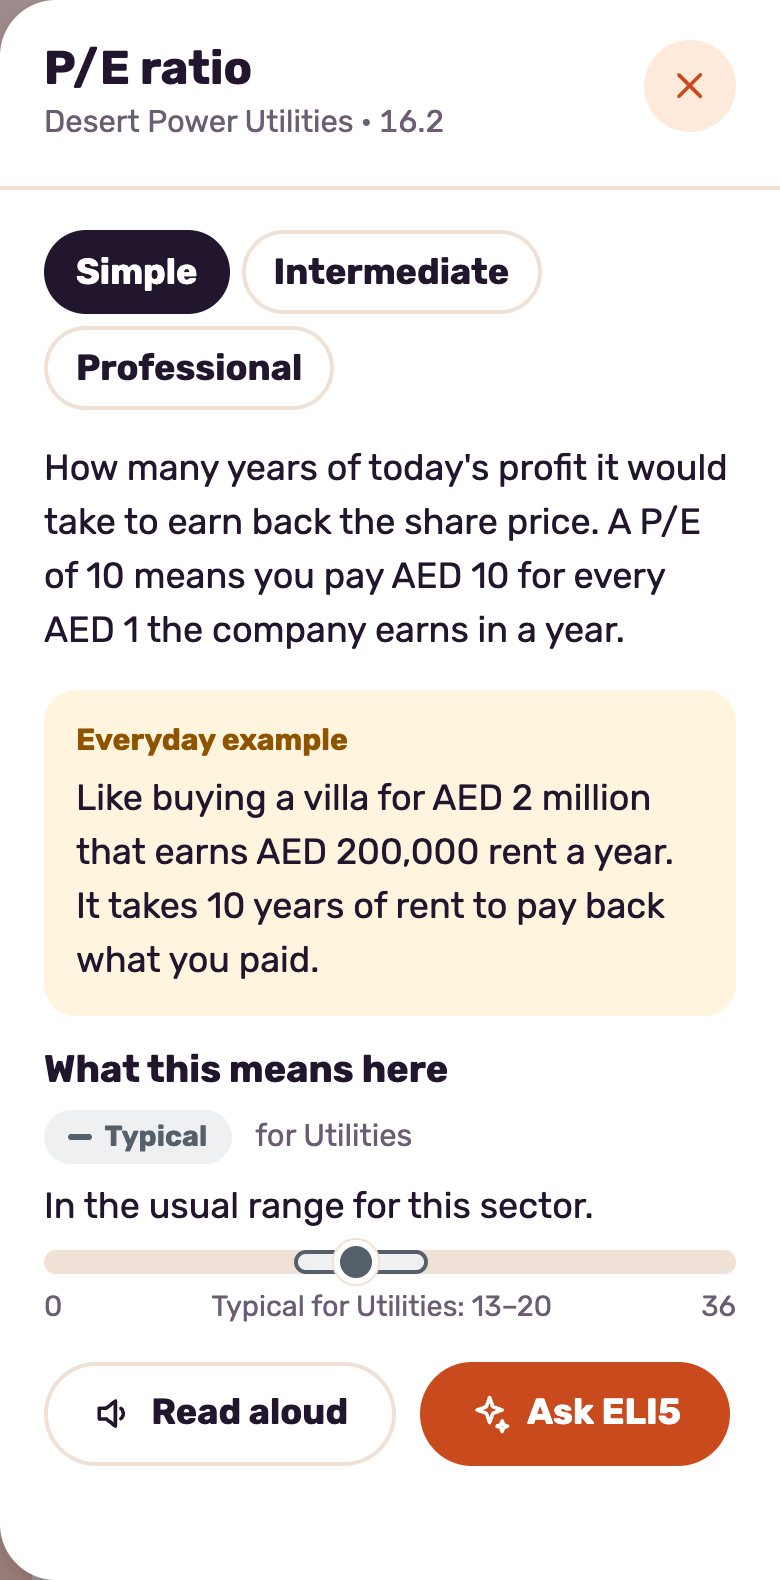 P/E ratio
Desert Power Utilities • 16.2
Simple
Intermediate
Professional
How many years of today's profit it would
take to earn back the share price. A P/E
of 10 means you pay AED 10 for every
AED 1 the company earns in a year.
Everyday example
Like buying a villa for AED 2 million
that earns AED 200,000 rent a year.
It takes 10 years of rent to pay back
what you paid.
What this means here
Typical
for Utilities
In the usual range for this sector.
0
Typical for Utilities: 13–20
36
Read aloud
Ask ELI5